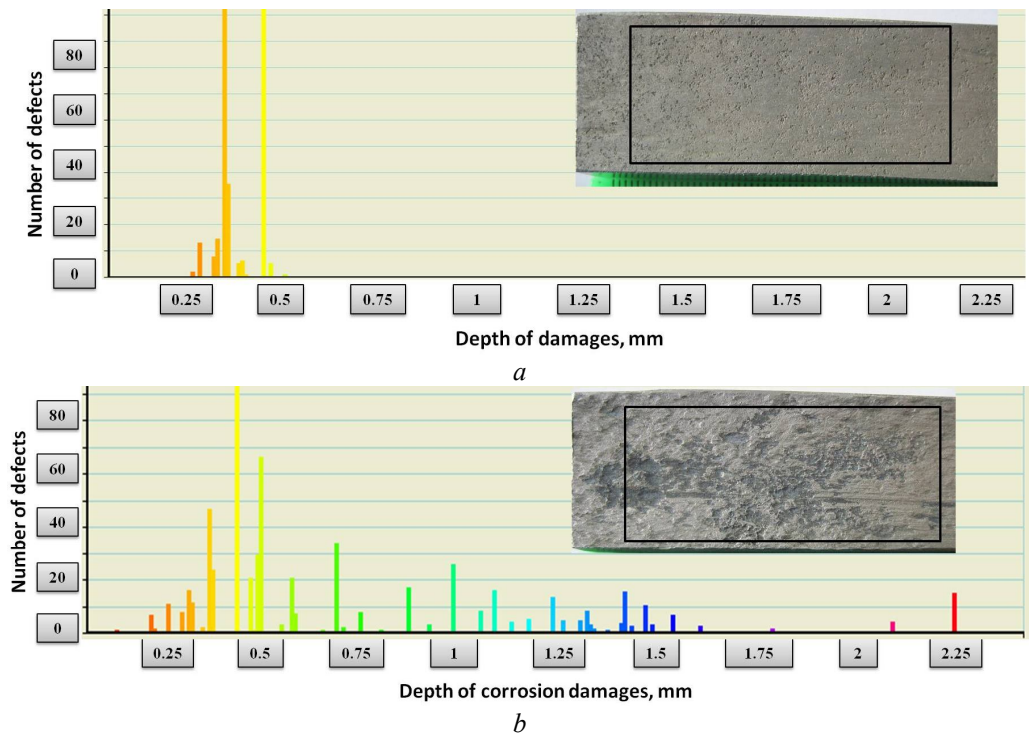 80
60
40
20
0
Number of defects
0.25 0.5 0.75 1 1.25 1.5 1.75 2 2.25
Depth of damages, mm
a
80
60
40
20
0
Number of defects
0.25 0.5 0.75 1 1.25 1.5 1.75 2 2.25
Depth of corrosion damages, mm
b